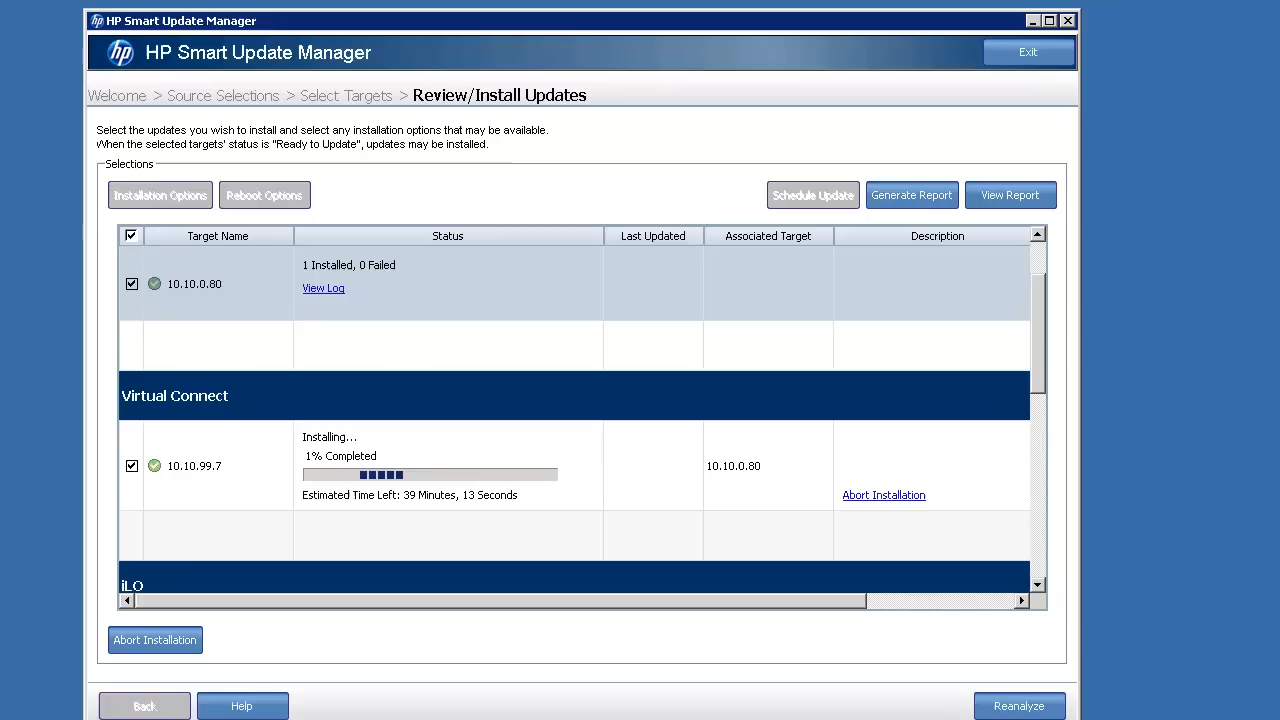 HP Smart Update Manager
hp HP Smart Update Manager Exit
Welcome > Source Selections > Select Targets > Review/Install Updates
Select the updates you wish to install and select any installation options that may be available.
When the selected targets' status is "Ready to Update", updates may be installed.
Selections
Installation Options Reboot Options Schedule Update Generate Report View Report
Target Name Status Last Updated Associated Target Description
1 Installed, 0 Failed
10.10.0.80
View Log
Virtual Connect
Installing...
1% Completed
10.10.99.7 10.10.0.80
Estimated Time Left: 39 Minutes, 13 Seconds Abort Installation
iLO
Abort Installation
Back Help Reanalyze